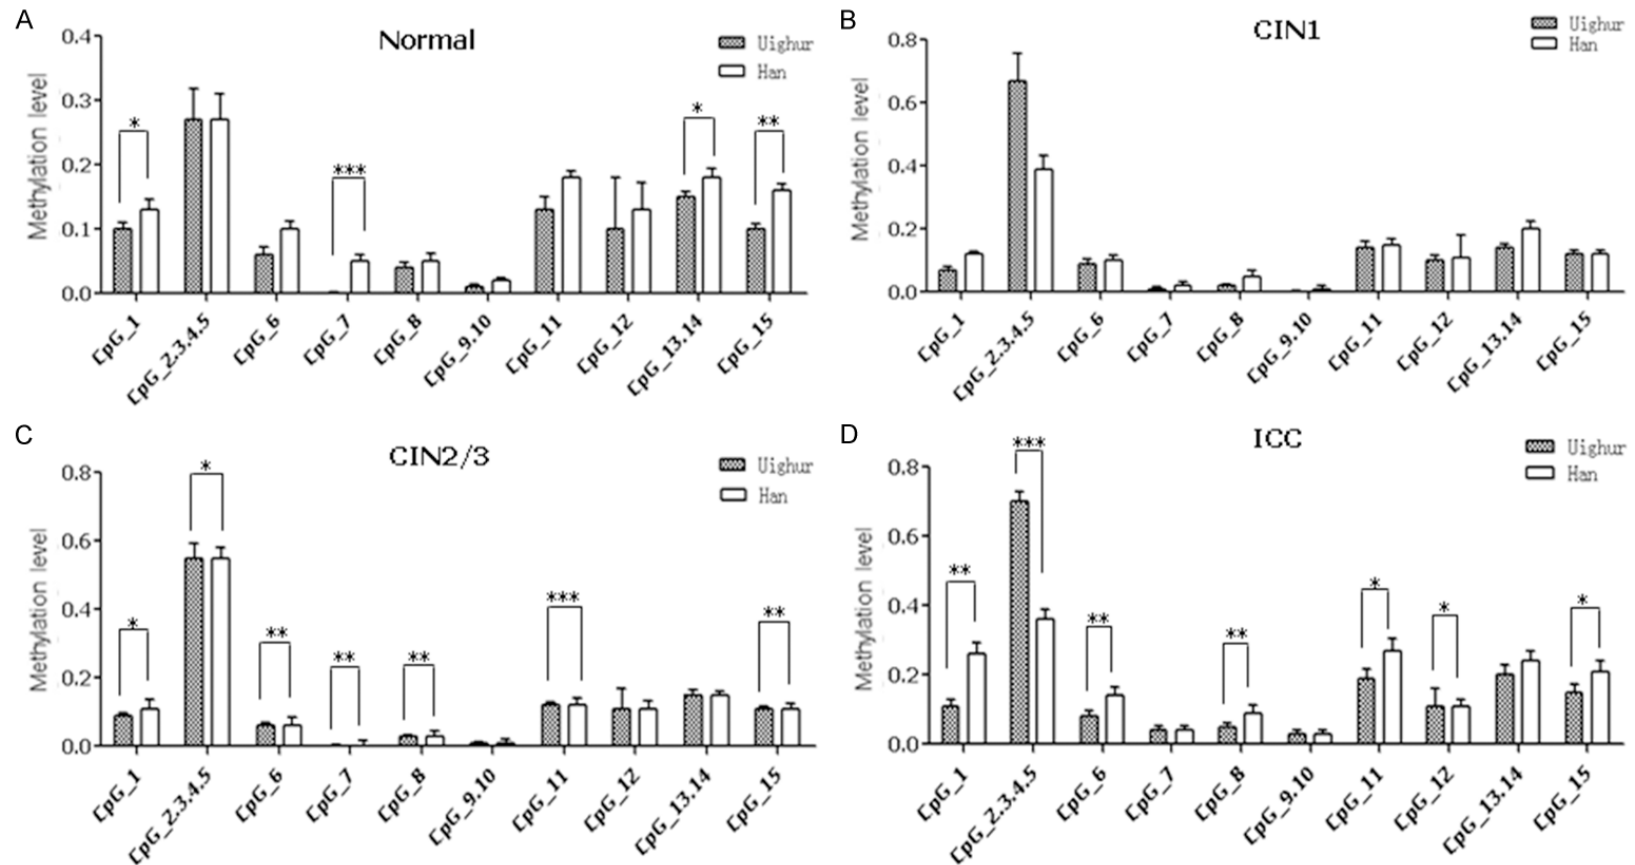 A
Normal
Uighur
Han
Methylation level
0.4
0.3
0.2
0.1
0.0
*
***
*
**
CpG_1
CpG_2.3.4.5
CpG_6
CpG_7
CpG_8
CpG_9.10
CpG_11
CpG_12
CpG_13.14
CpG_15
B
CIN1
Uighur
Han
Methylation level
0.8
0.6
0.4
0.2
0.0
CpG_1
CpG_2.3.4.5
CpG_6
CpG_7
CpG_8
CpG_9.10
CpG_11
CpG_12
CpG_13.14
CpG_15
C
CIN2/3
Uighur
Han
Methylation level
0.8
0.6
0.4
0.2
0.0
*
*
**
**
**
***
**
CpG_1
CpG_2.3.4.5
CpG_6
CpG_7
CpG_8
CpG_9.10
CpG_11
CpG_12
CpG_13.14
CpG_15
D
ICC
Uighur
Han
Methylation level
0.8
0.6
0.4
0.2
0.0
**
***
**
**
*
*
*
CpG_1
CpG_2.3.4.5
CpG_6
CpG_7
CpG_8
CpG_9.10
CpG_11
CpG_12
CpG_13.14
CpG_15